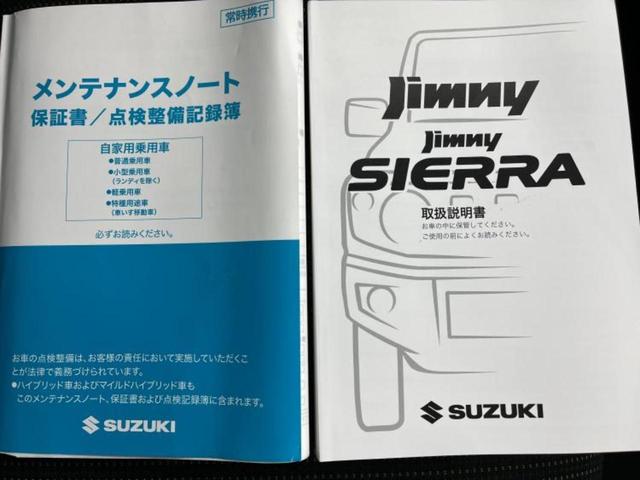 常時携行
メンテナンスノート
保証書／点検整備記録簿
自家用乗用車
●普通乗用車
●小型乗用車
(ランディを除く)
●軽乗用車
●特種用途車
(車いす移動車)
必ずお読みください。
お車の点検整備は、お客様の責任において実施していただくこ
とが法律で義務づけられています。
●ハイブリッド車およびマイルドハイブリッド車も
このメンテナンスノート、保証書および点検記録簿に含まれます。
SUZUKI
Jimny
Jimny
SIERRA
取扱説明書
お車の中に保管してください。
ご使用の前によくお読みください。
SUZUKI